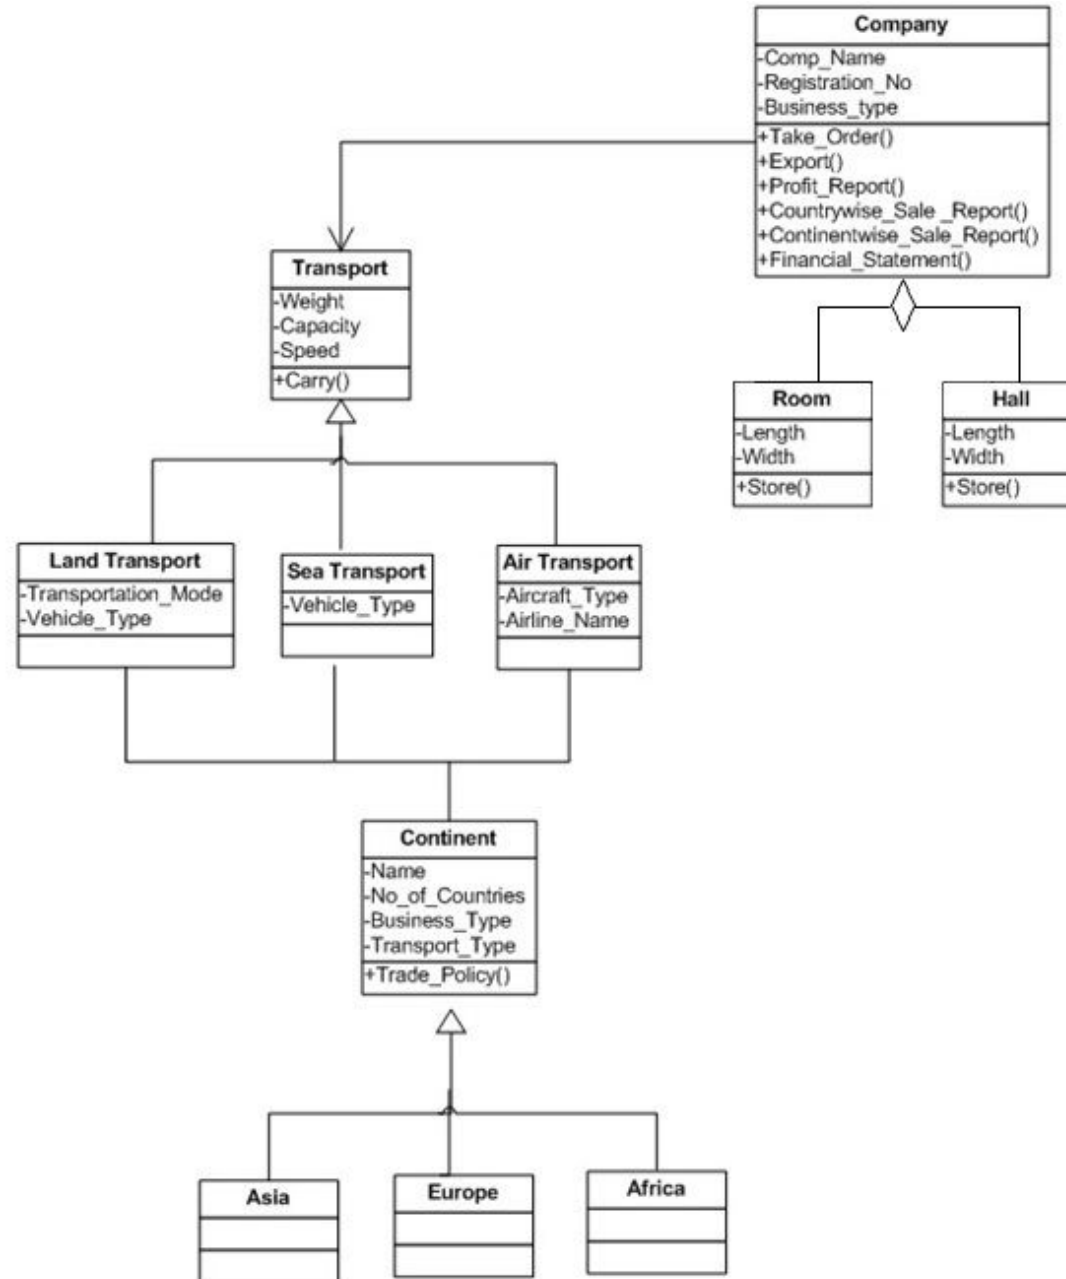 Company
-Comp_Name
-Registration_No
-Business_type
+Take_Order()
+Export()
+Profit_Report()
+Countrywise_Sale _Report()
+Continentwise_Sale_Report()
+Financial_Statement()
Transport
-Weight
-Capacity
-Speed
+Carry()
Room
-Length
-Width
+Store()
Hall
-Length
-Width
+Store()
Land Transport
-Transportation_Mode
-Vehicle_Type
Sea Transport
-Vehicle_Type
Air Transport
-Aircraft_Type
-Airline_Name
Continent
-Name
-No_of_Countries
-Business_Type
-Transport_Type
+Trade_Policy()
Asia
Europe
Africa